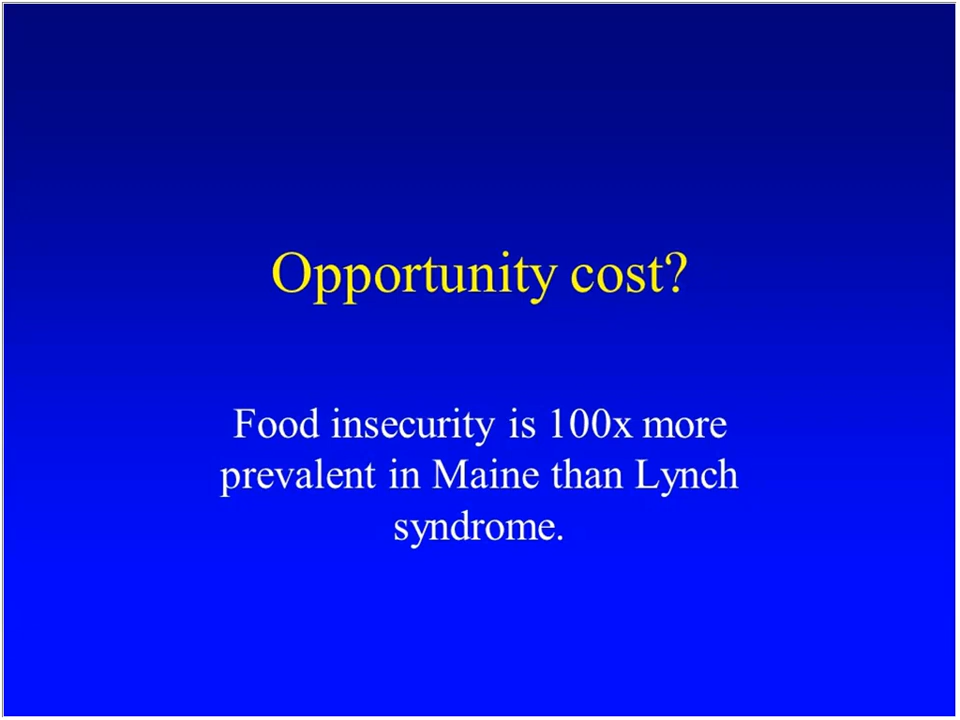 Opportunity cost?
Food insecurity is 100x more
prevalent in Maine than Lynch
syndrome.